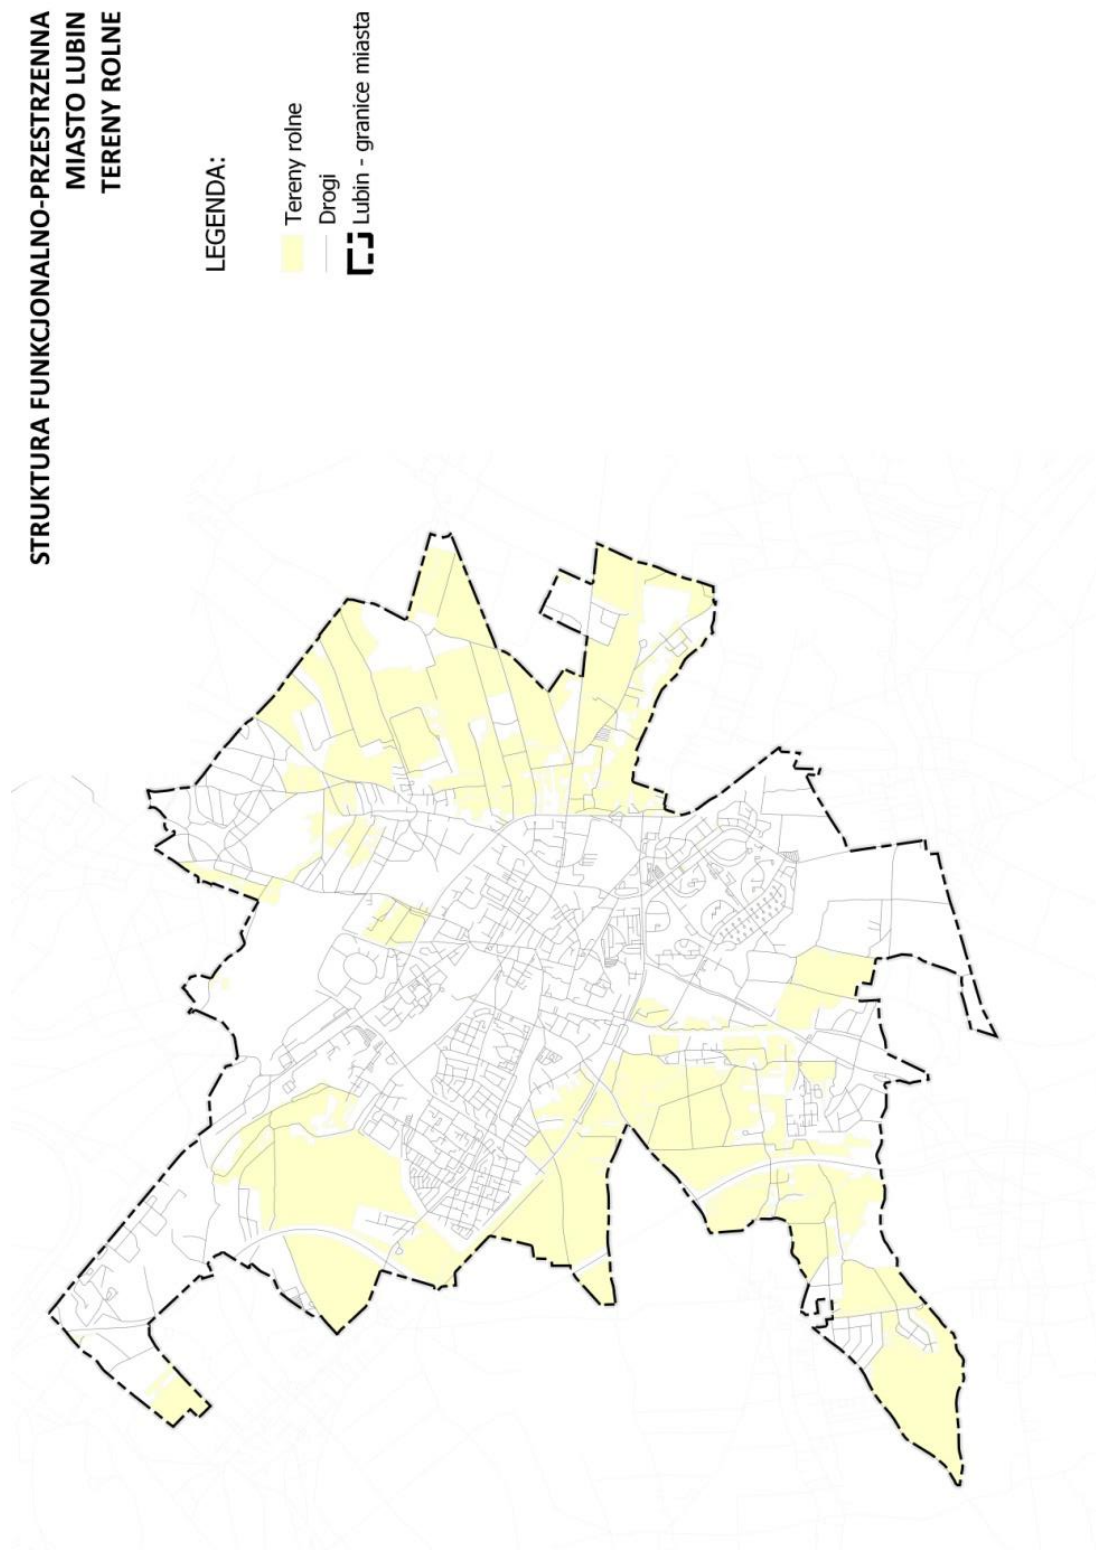 STRUKTURA FUNKCJONALNO-PRZESTRZENNA
MIASTO LUBIN
TERENY ROLNE
LEGENDA:
Tereny rolne
Drogi
Lubin - granice miasta